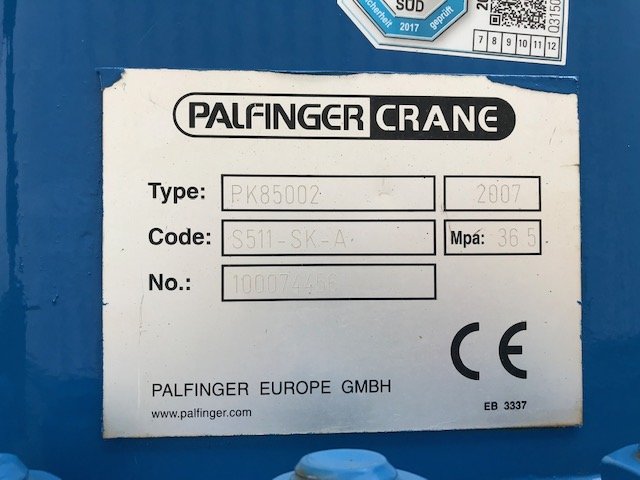 SÜD
2017
geprüft
7 8 9 10 11 12
PALFINGER CRANE
Type: PK85002 2007
Code: S511-SK-A Mpa: 36.5
No.: 100074456
CE
PALFINGER EUROPE GMBH
www.palfinger.com
EB 3337